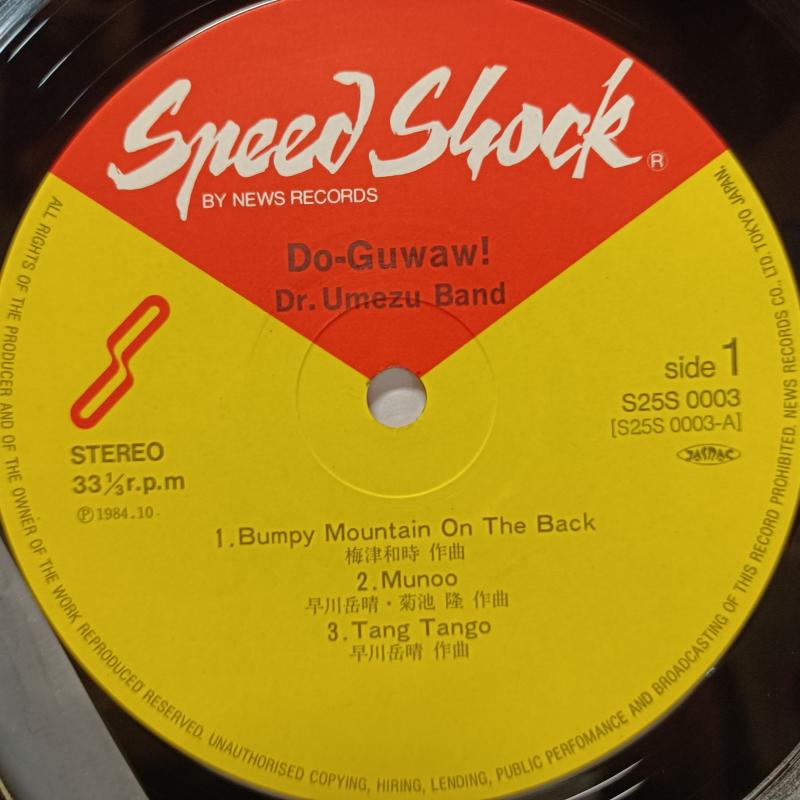 Speed Shock ®
BY NEWS RECORDS
Do-Guwaw!
Dr. Umezu Band
side 1
S25S 0003
[S25S 0003-A]
JASRAC
STEREO
33⅓r.p.m
Ⓟ1984.10
1.Bumpy Mountain On The Back
梅津和時 作曲
2.Munoo
早川岳晴・菊池 隆 作曲
3.Tang Tango
早川岳晴 作曲
ALL RIGHTS OF THE PRODUCER AND OF THE OWNER OF THE WORK REPRODUCED RESERVED. UNAUTHORISED COPYING, HIRING, LENDING, PUBLIC PERFOMANCE AND BROADCASTING OF THIS RECORD PROHIBITED. NEWS RECORDS CO., LTD. TOKYO JAPAN.